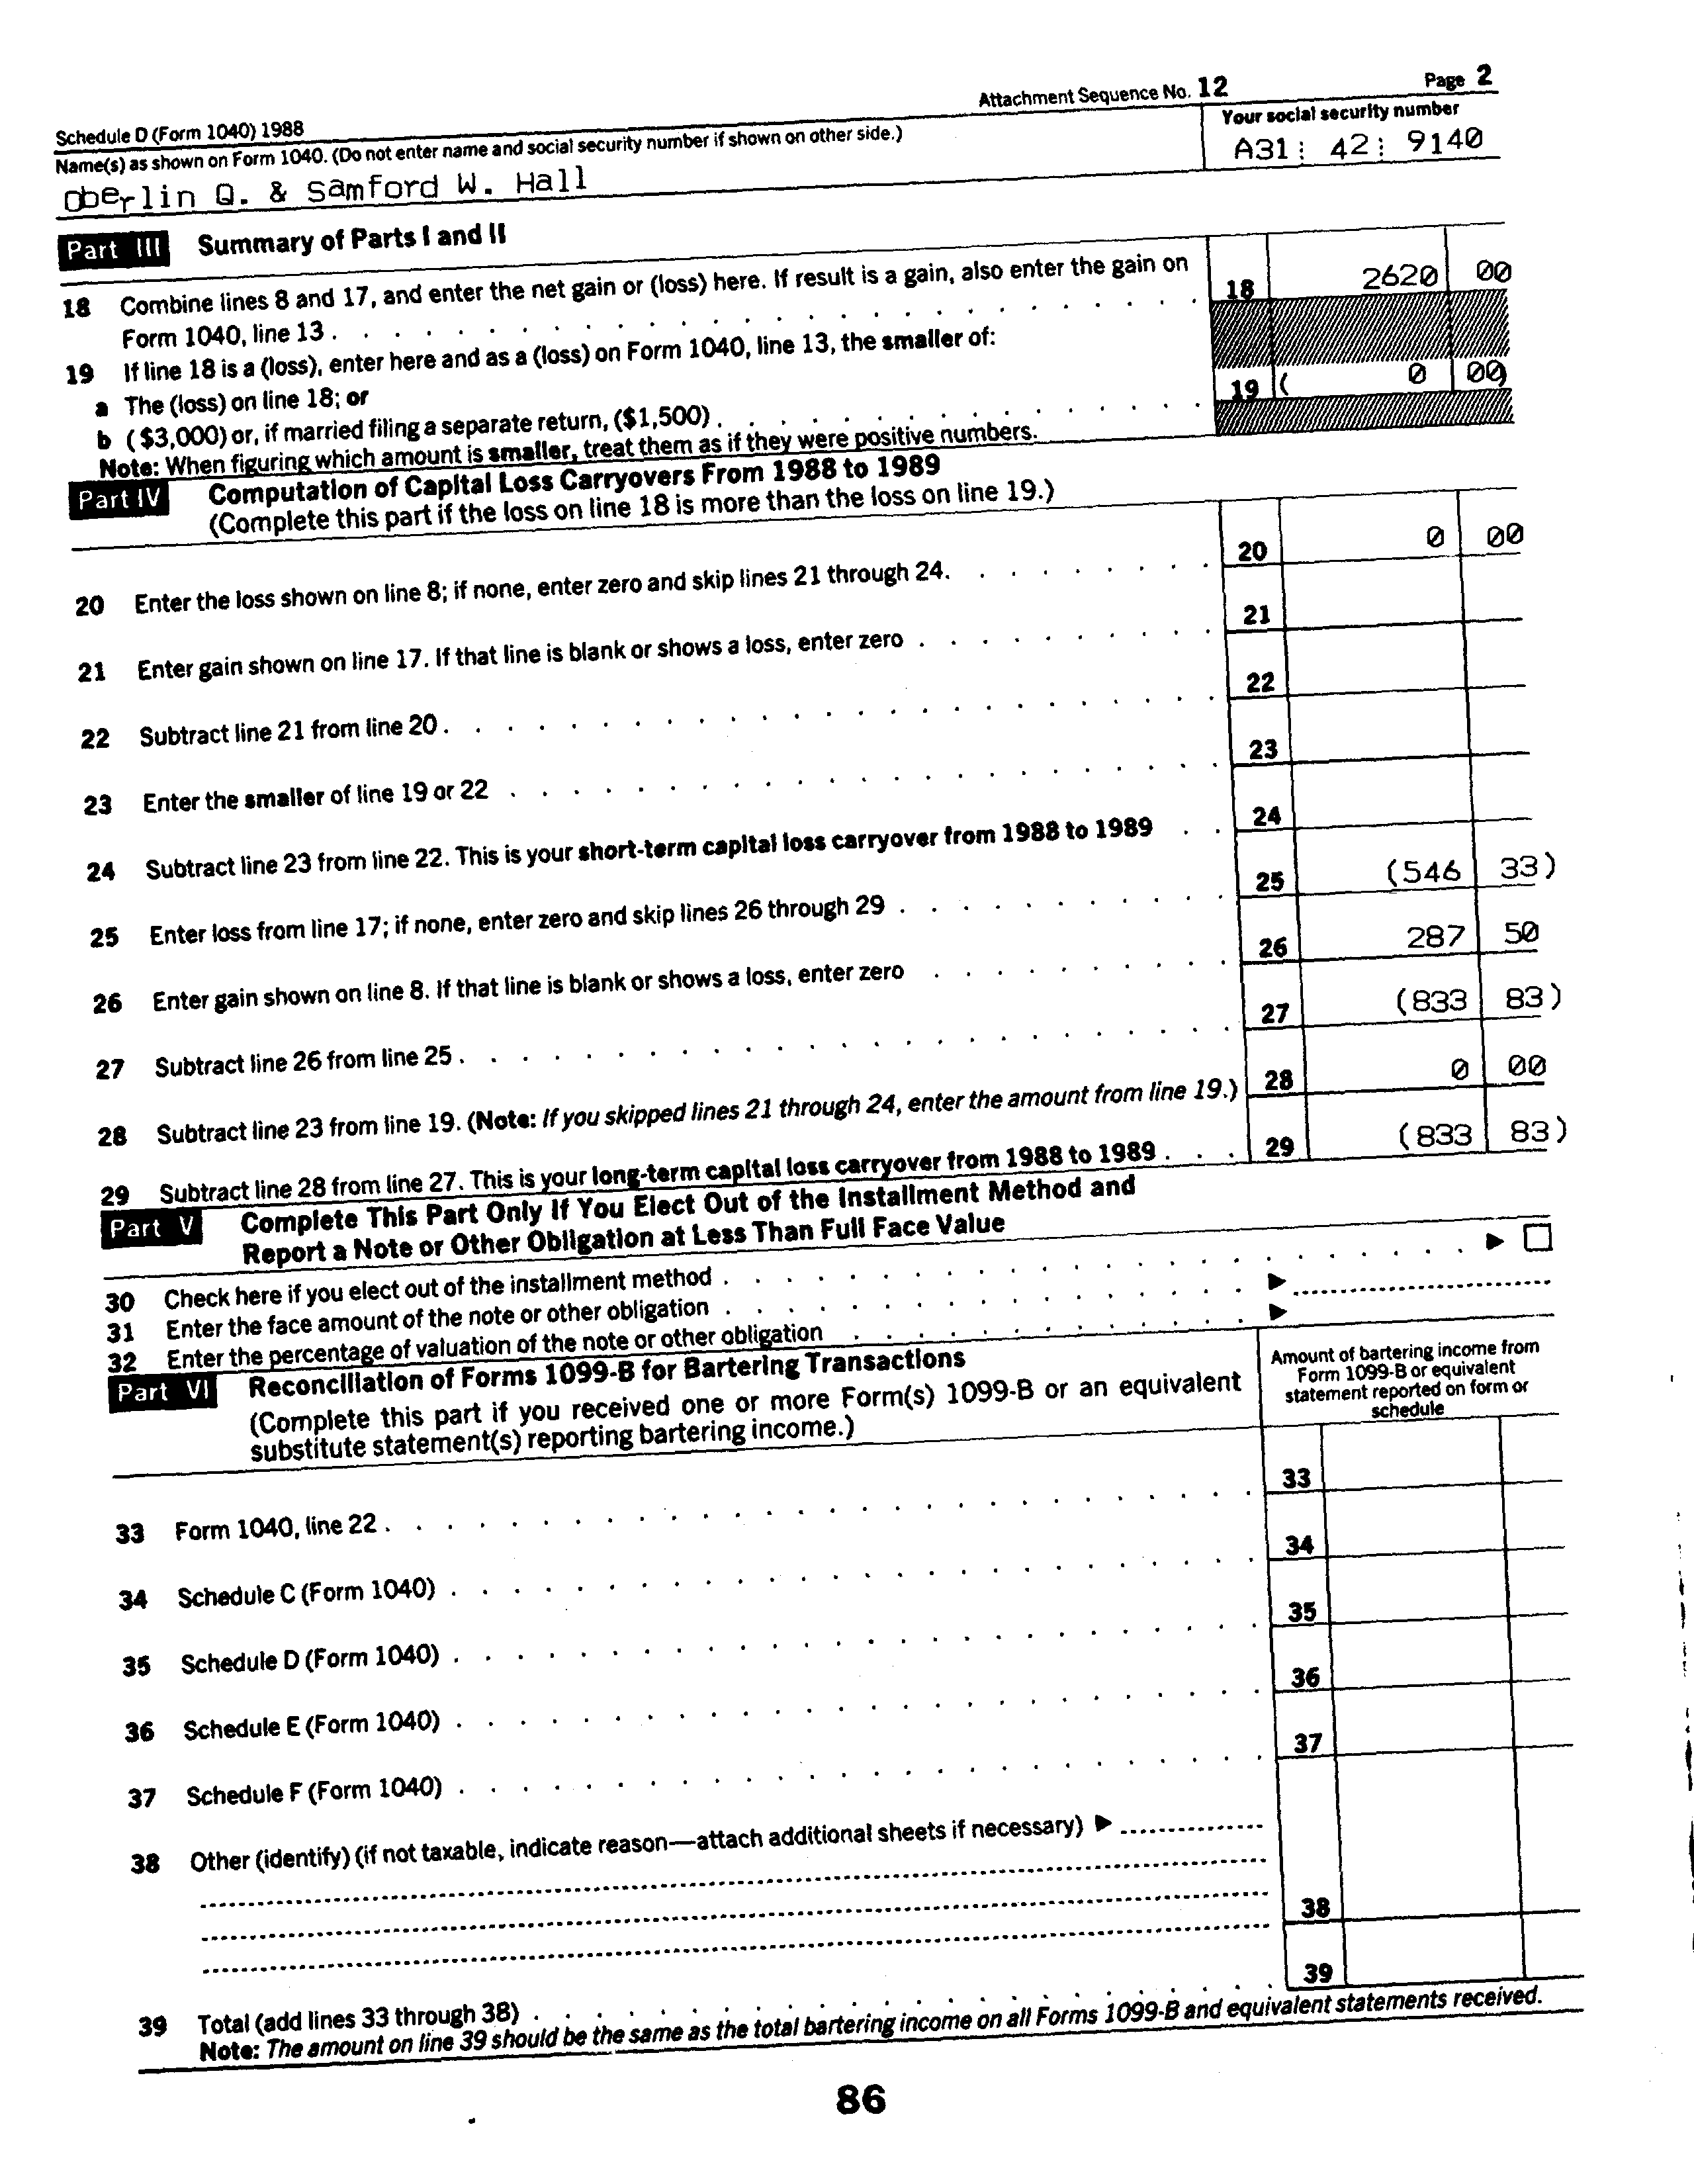 Schedule D (Form 1040) 1988 Attachment Sequence No. 12 Page 2
Name(s) as shown on Form 1040. (Do not enter name and social security number if shown on other side.) Your social security number
Oberlin Q. & Samford W. Hall A31 42 9140
Part III Summary of Parts I and II
18 Combine lines 8 and 17, and enter the net gain or (loss) here. If result is a gain, also enter the gain on
Form 1040, line 13 . . . 18 2620 00
19 If line 18 is a (loss), enter here and as a (loss) on Form 1040, line 13, the smaller of:
a The (loss) on line 18; or
b ($3,000) or, if married filing a separate return, ($1,500) . . . 19 ( 0 00)
Note: When figuring which amount is smaller, treat them as if they were positive numbers.
Part IV Computation of Capital Loss Carryovers From 1988 to 1989
(Complete this part if the loss on line 18 is more than the loss on line 19.)
20 Enter the loss shown on line 8; if none, enter zero and skip lines 21 through 24. . . . 20 0 00
21 Enter gain shown on line 17. If that line is blank or shows a loss, enter zero . . . 21
22 Subtract line 21 from line 20 . . . 22
23 Enter the smaller of line 19 or 22 . . . 23
24 Subtract line 23 from line 22. This is your short-term capital loss carryover from 1988 to 1989 . . 24
25 Enter loss from line 17; if none, enter zero and skip lines 26 through 29 . . . 25 (546 33)
26 Enter gain shown on line 8. If that line is blank or shows a loss, enter zero . . . 26 287 50
27 Subtract line 26 from line 25 . . . 27 (833 83)
28 Subtract line 23 from line 19. (Note: If you skipped lines 21 through 24, enter the amount from line 19.) 28 0 00
29 Subtract line 28 from line 27. This is your long-term capital loss carryover from 1988 to 1989 . . . 29 (833 83)
Part V Complete This Part Only If You Elect Out of the Installment Method and
Report a Note or Other Obligation at Less Than Full Face Value
30 Check here if you elect out of the installment method . . . ▶ ☐
31 Enter the face amount of the note or other obligation . . . ▶
32 Enter the percentage of valuation of the note or other obligation . . . ▶
Part VI Reconciliation of Forms 1099-B for Bartering Transactions
(Complete this part if you received one or more Form(s) 1099-B or an equivalent
substitute statement(s) reporting bartering income.)
Amount of bartering income from
Form 1099-B or equivalent
statement reported on form or
schedule
33 Form 1040, line 22 . . . 33
34 Schedule C (Form 1040) . . . 34
35 Schedule D (Form 1040) . . . 35
36 Schedule E (Form 1040) . . . 36
37 Schedule F (Form 1040) . . . 37
38 Other (identify) (if not taxable, indicate reason—attach additional sheets if necessary) ▶
38
39 Total (add lines 33 through 38) . . . 39
Note: The amount on line 39 should be the same as the total bartering income on all Forms 1099-B and equivalent statements received.
86